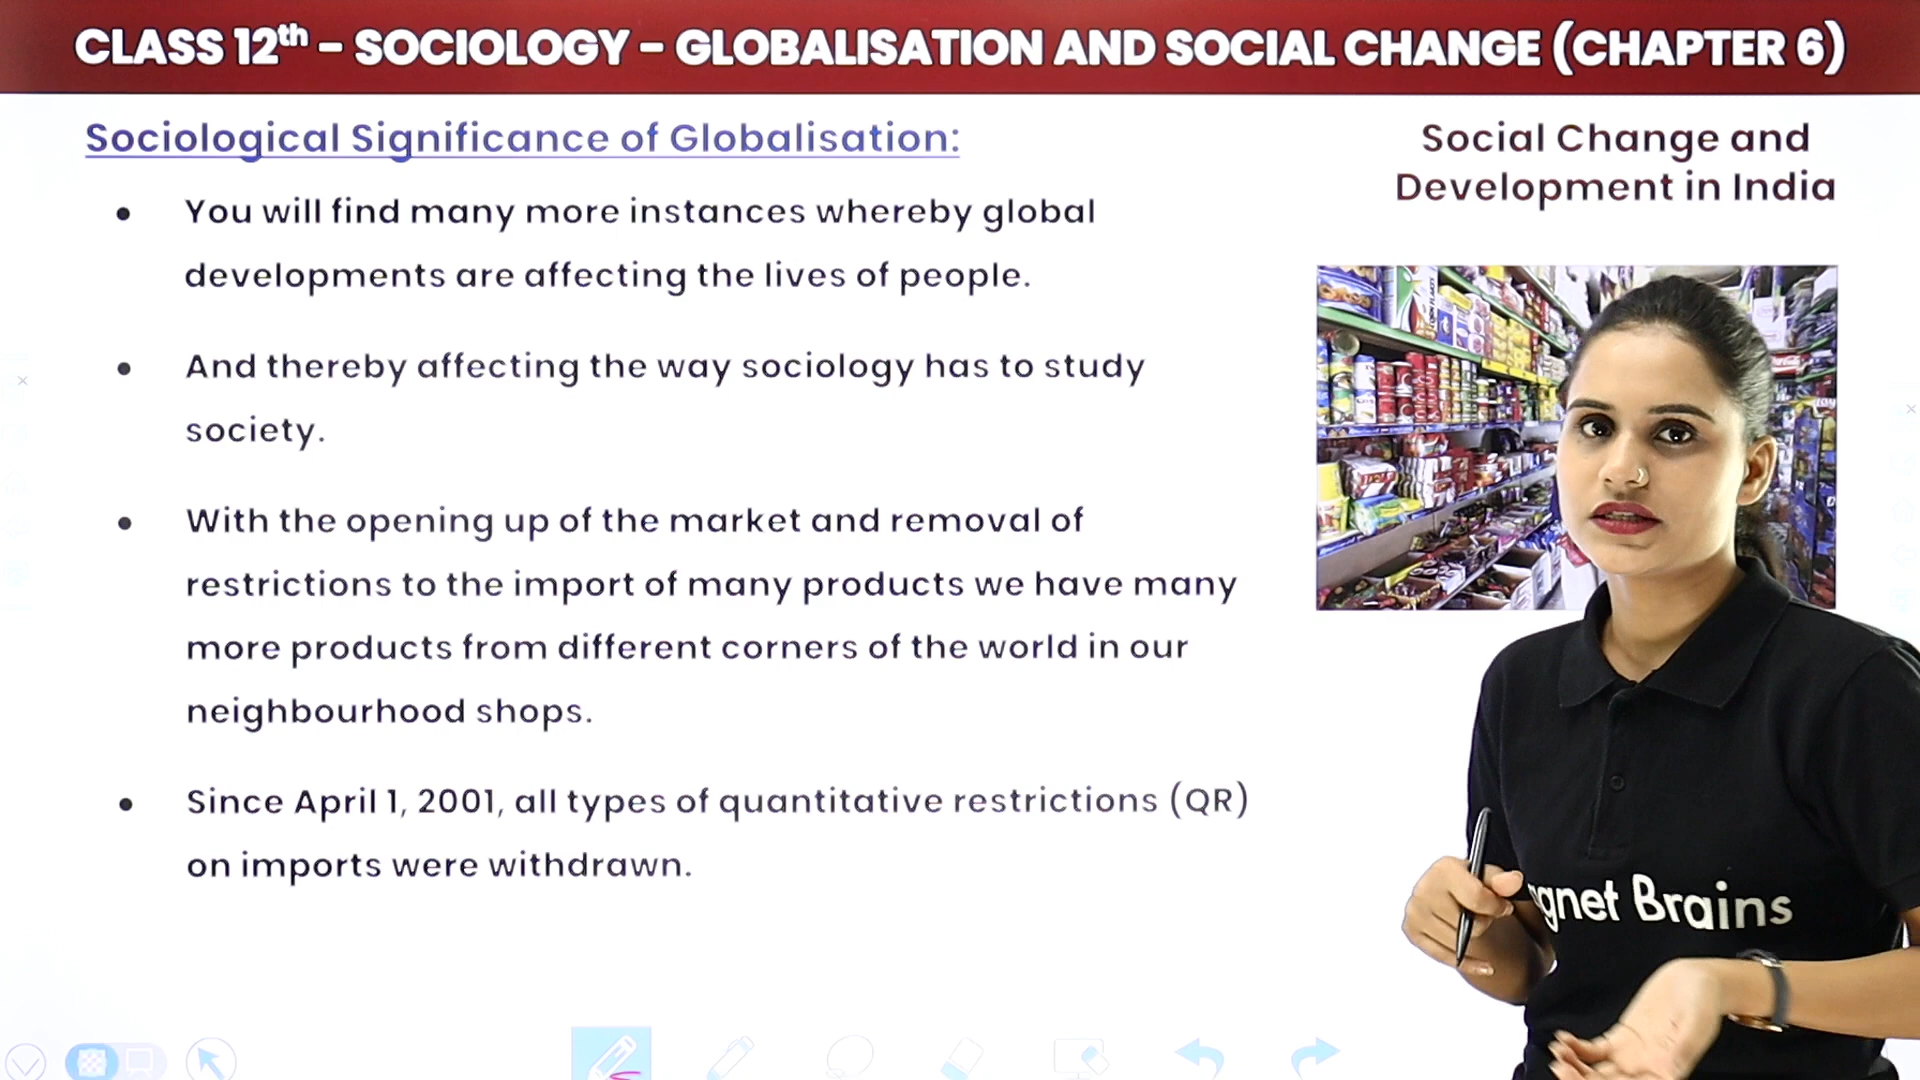 CLASS 12th – SOCIOLOGY – GLOBALISATION AND SOCIAL CHANGE (CHAPTER 6)
Sociological Significance of Globalisation:
• You will find many more instances whereby global
developments are affecting the lives of people.
• And thereby affecting the way sociology has to study
society.
• With the opening up of the market and removal of
restrictions to the import of many products we have many
more products from different corners of the world in our
neighbourhood shops.
• Since April 1, 2001, all types of quantitative restrictions (QR)
on imports were withdrawn.
Social Change and
Development in India
gnet Brains